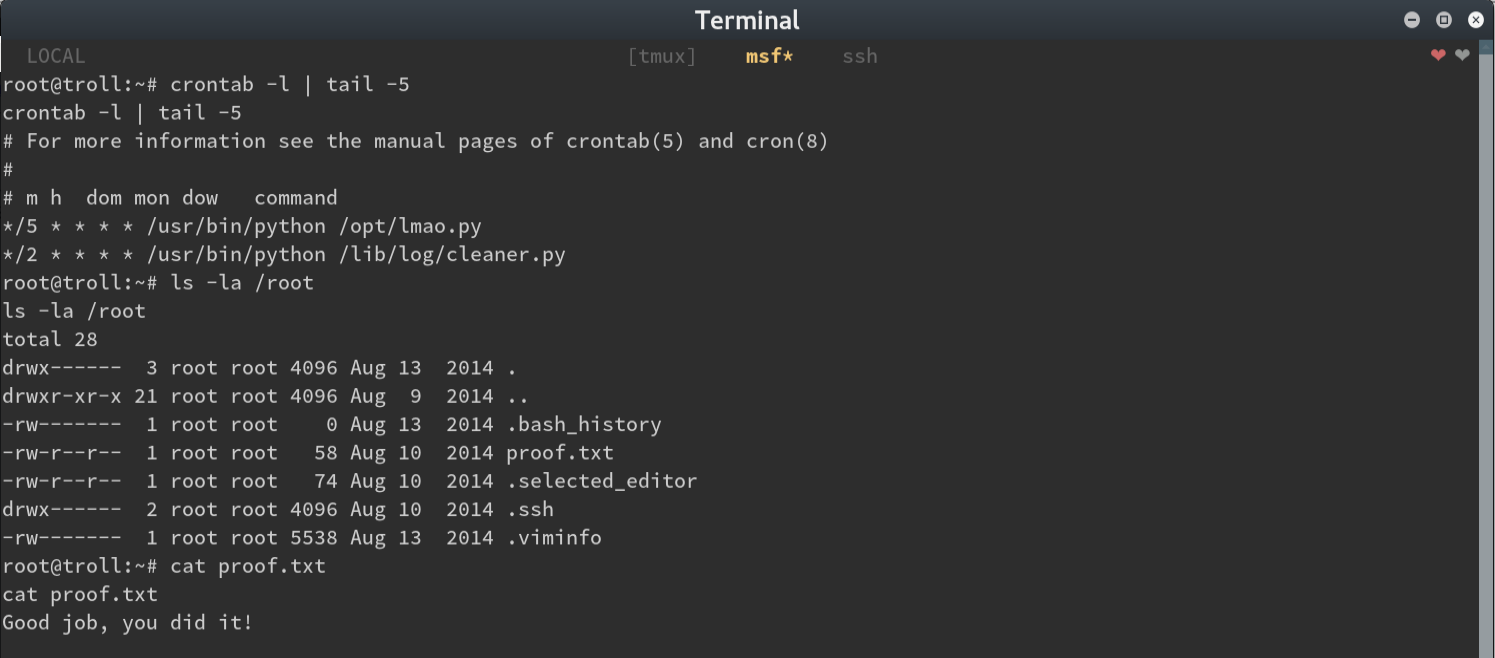 Terminal
LOCAL [tmux] msf* ssh
root@troll:~# crontab -l | tail -5
crontab -l | tail -5
# For more information see the manual pages of crontab(5) and cron(8)
#
# m h  dom mon dow   command
*/5 * * * * /usr/bin/python /opt/lmao.py
*/2 * * * * /usr/bin/python /lib/log/cleaner.py
root@troll:~# ls -la /root
ls -la /root
total 28
drwx------  3 root root 4096 Aug 13  2014 .
drwxr-xr-x 21 root root 4096 Aug  9  2014 ..
-rw-------  1 root root    0 Aug 13  2014 .bash_history
-rw-r--r--  1 root root   58 Aug 10  2014 proof.txt
-rw-r--r--  1 root root   74 Aug 10  2014 .selected_editor
drwx------  2 root root 4096 Aug 10  2014 .ssh
-rw-------  1 root root 5538 Aug 13  2014 .viminfo
root@troll:~# cat proof.txt
cat proof.txt
Good job, you did it!